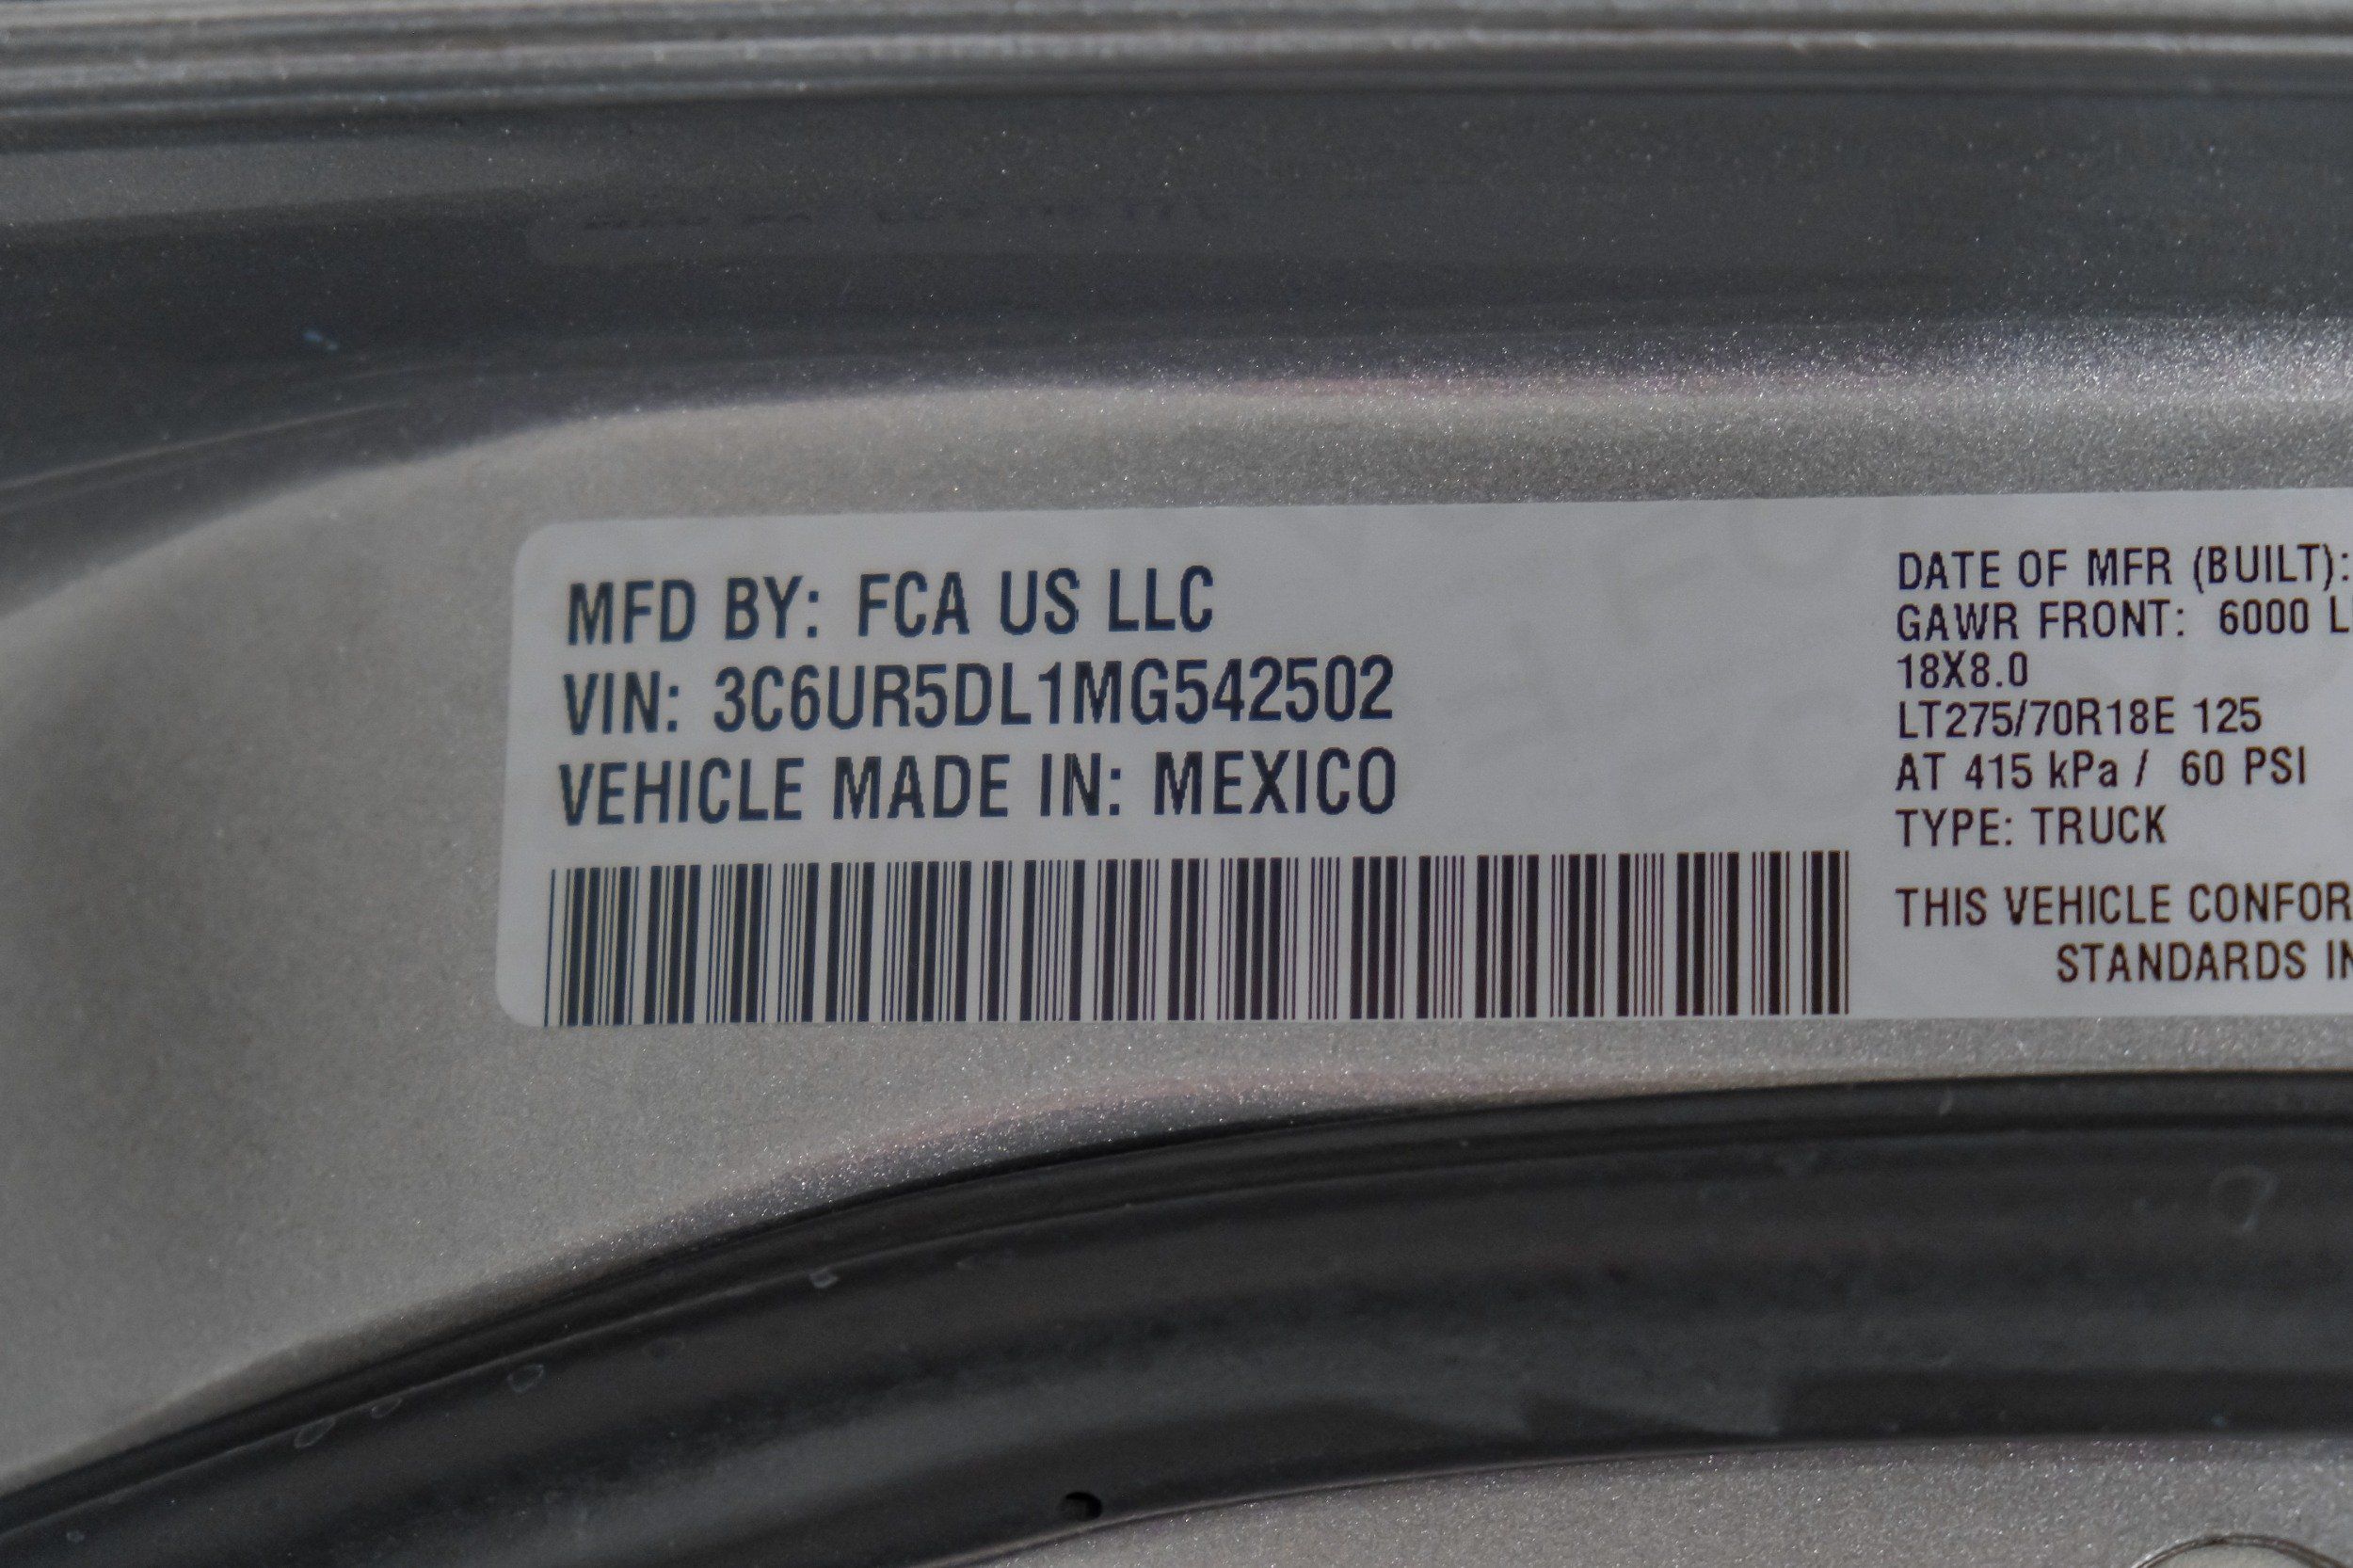 MFD BY: FCA US LLC
VIN: 3C6UR5DL1MG542502
VEHICLE MADE IN: MEXICO
DATE OF MFR (BUILT):
GAWR FRONT: 6000 L
18X8.0
LT275/70R18E 125
AT 415 kPa / 60 PSI
TYPE: TRUCK
THIS VEHICLE CONFOR
STANDARDS IN